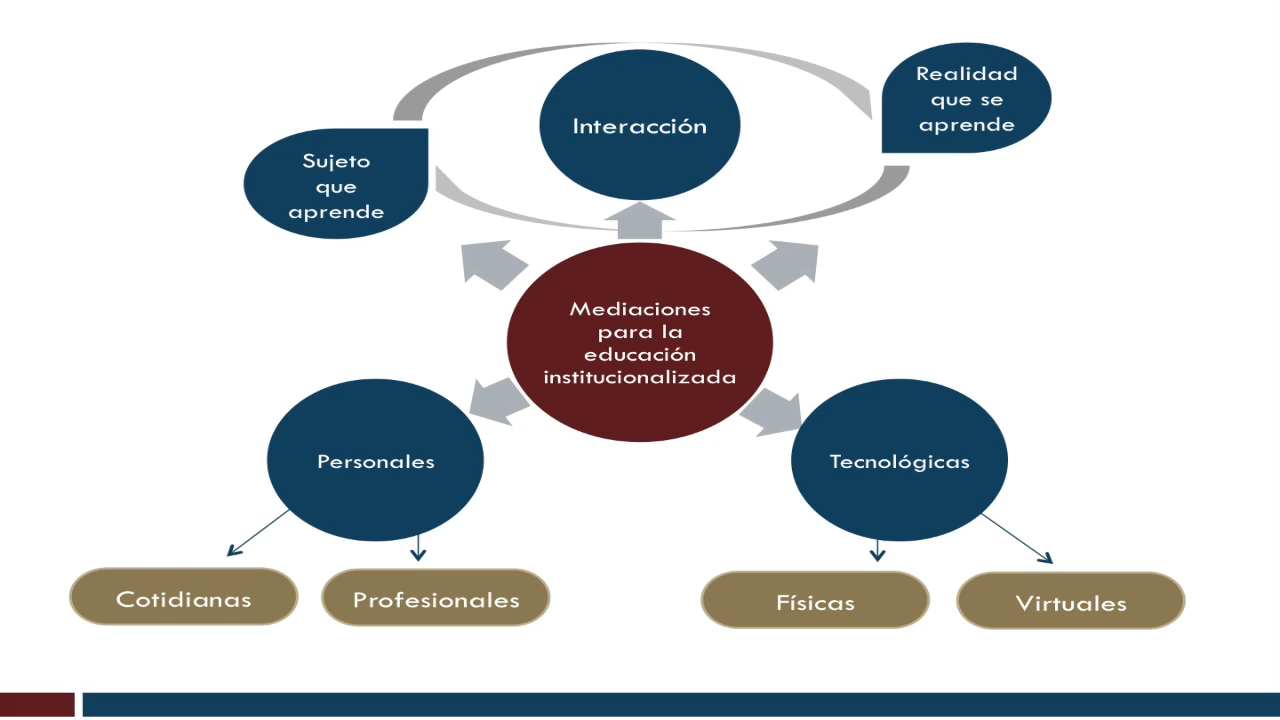 Interacción
Realidad
que se
aprende
Sujeto
que
aprende
Mediaciones
para la
educación
institucionalizada
Personales
Tecnológicas
Cotidianas
Profesionales
Físicas
Virtuales